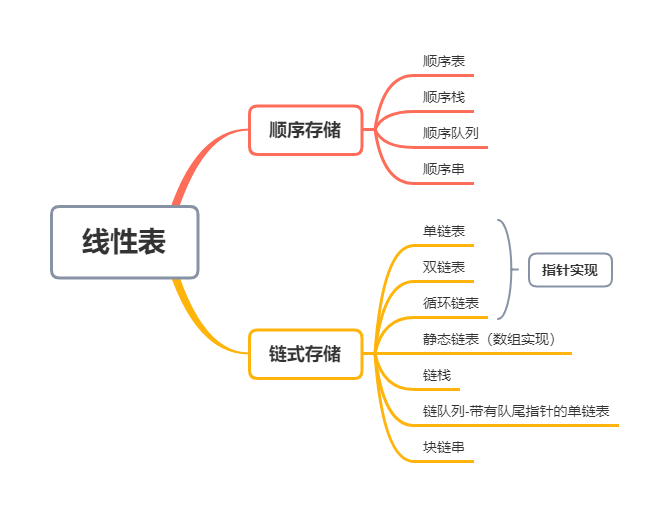 线性表
顺序存储
顺序表
顺序栈
顺序队列
顺序串
链式存储
单链表
双链表
循环链表
指针实现
静态链表（数组实现）
链栈
链队列-带有队尾指针的单链表
块链串